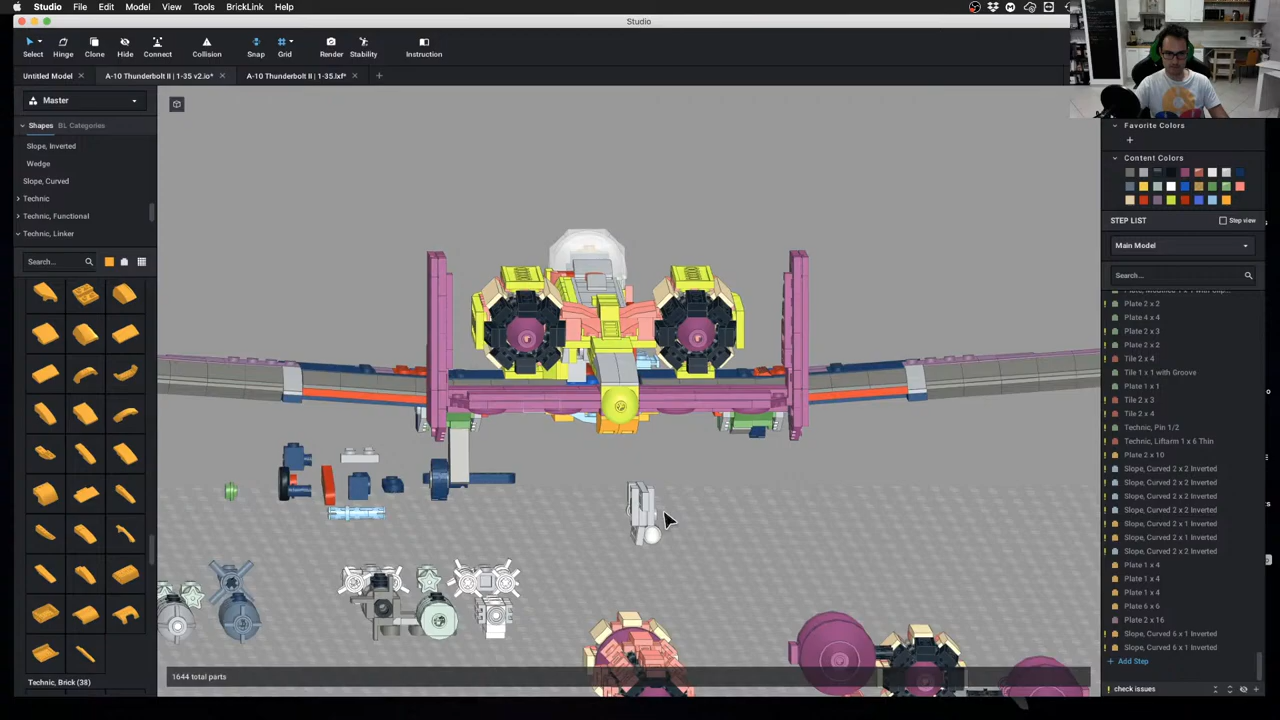 Studio File Edit Model View Tools BrickLink Help
Studio
Select Hinge Clone Hide Connect Collision Snap Grid Render Stability Instruction
Untitled Model × A-10 Thunderbolt II | 1-35 v2.io* × A-10 Thunderbolt II | 1-35.lxf* × +
Master
Shapes BL Categories
Slope, Inverted
Wedge
Slope, Curved
Technic
Technic, Functional
Technic, Linker
Search...
Technic, Brick (38)
1644 total parts
Favorite Colors
+
Content Colors
STEP LIST Step view
Main Model
Search...
Plate, Modified 1 x 1 with Clip...
Plate 2 x 2
Plate 4 x 4
Plate 2 x 3
Plate 2 x 2
Tile 2 x 4
Tile 1 x 1 with Groove
Plate 1 x 1
Tile 2 x 3
Tile 2 x 4
Technic, Pin 1/2
Technic, Liftarm 1 x 6 Thin
Plate 2 x 10
Slope, Curved 2 x 2 Inverted
Slope, Curved 2 x 2 Inverted
Slope, Curved 2 x 2 Inverted
Slope, Curved 2 x 2 Inverted
Slope, Curved 2 x 1 Inverted
Slope, Curved 2 x 1 Inverted
Slope, Curved 2 x 2 Inverted
Plate 1 x 4
Plate 1 x 4
Plate 1 x 4
Plate 6 x 6
Plate 2 x 16
Slope, Curved 6 x 1 Inverted
Slope, Curved 6 x 1 Inverted
+ Add Step
! check issues